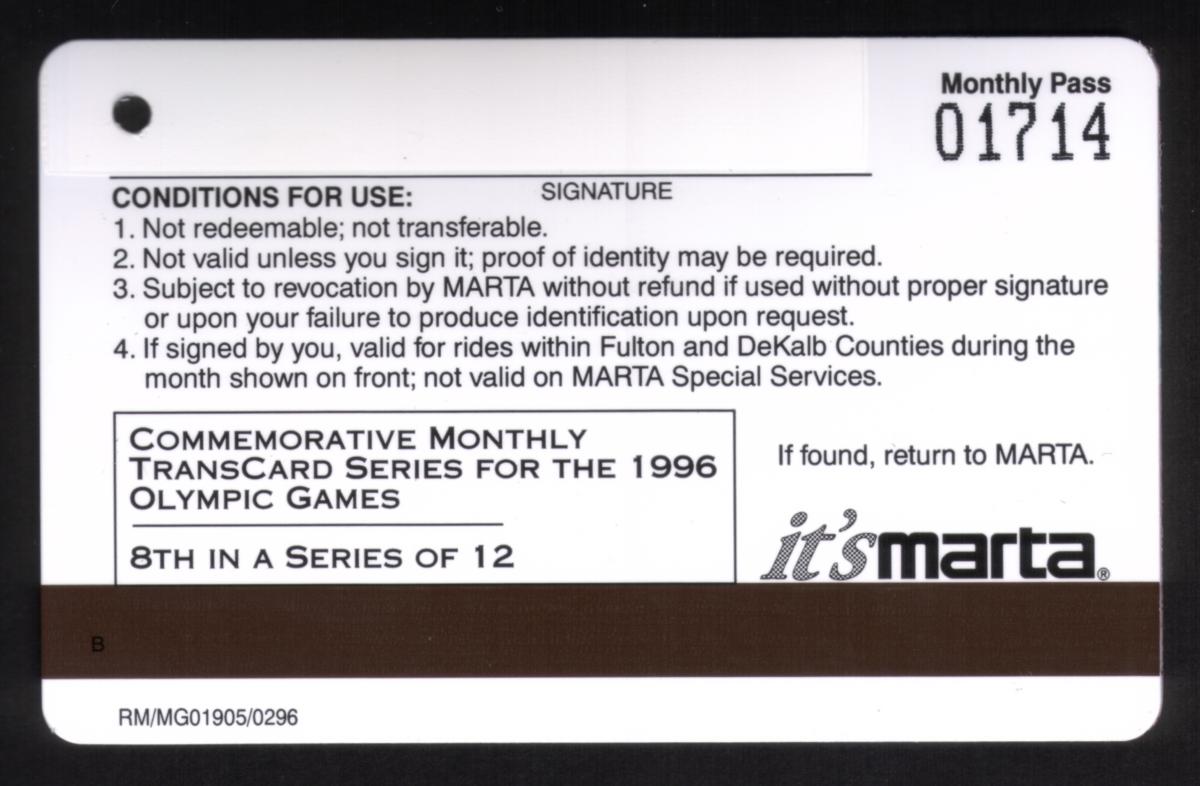 Monthly Pass
01714
SIGNATURE
CONDITIONS FOR USE:
1. Not redeemable; not transferable.
2. Not valid unless you sign it; proof of identity may be required.
3. Subject to revocation by MARTA without refund if used without proper signature
or upon your failure to produce identification upon request.
4. If signed by you, valid for rides within Fulton and DeKalb Counties during the
month shown on front; not valid on MARTA Special Services.
COMMEMORATIVE MONTHLY
TRANSCARD SERIES FOR THE 1996
OLYMPIC GAMES
8TH IN A SERIES OF 12
If found, return to MARTA.
it'smarta®
B
RM/MG01905/0296